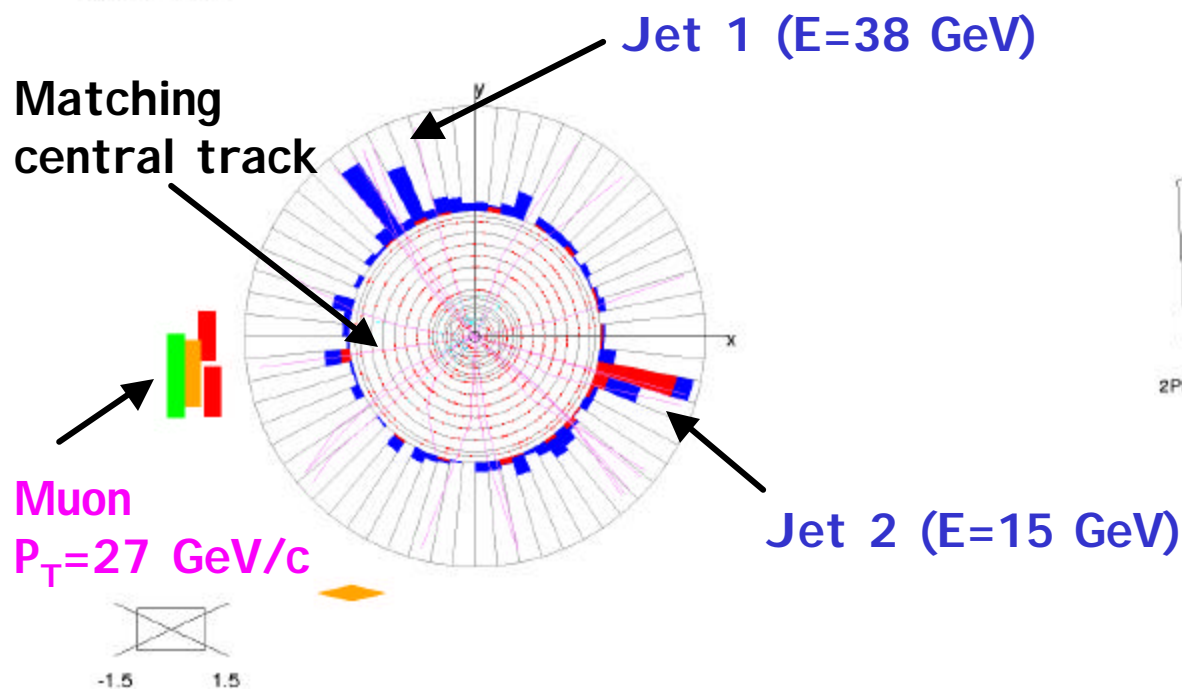 Jet 1 (E=38 GeV)
Matching
central track
y
x
2P
Muon
PT=27 GeV/c
Jet 2 (E=15 GeV)
-1.5 1.5